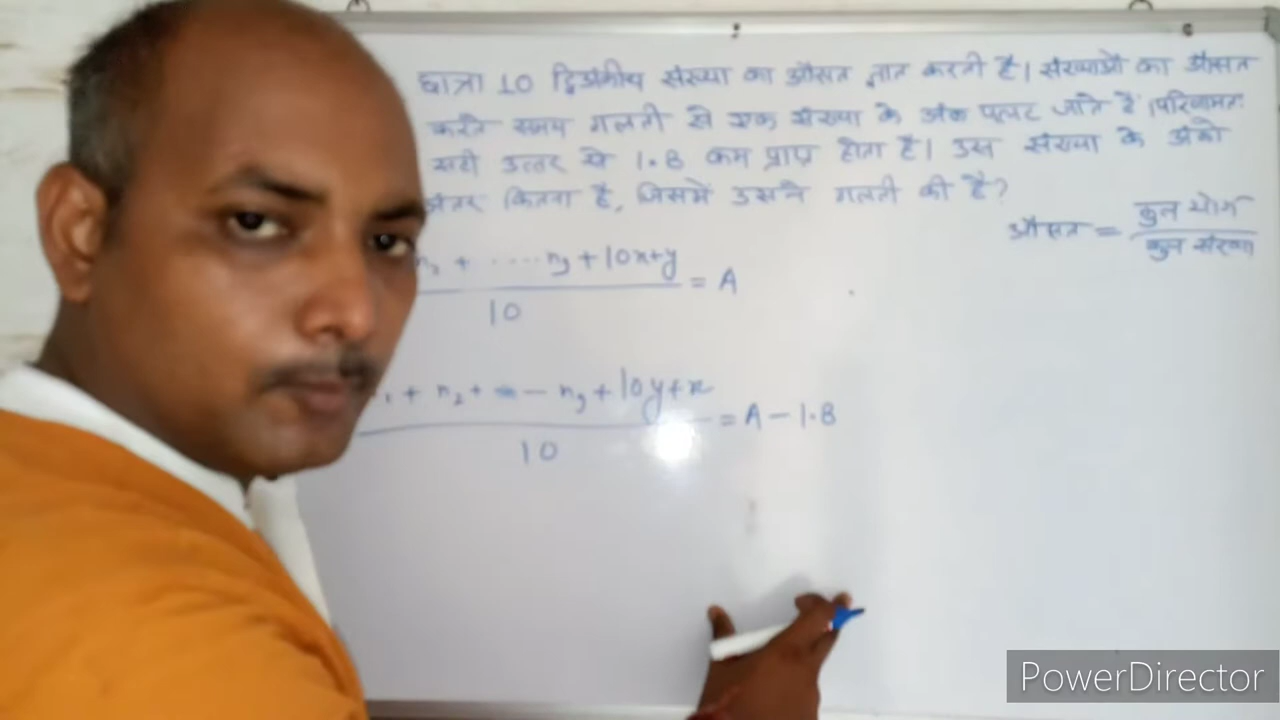 छात्रा 10 द्विअंकीय संख्या का औसत ज्ञात करती है। संख्याओं का औसत
करते समय गलती से एक संख्या के अंक पलट जाते हैं। परिणामतः
सही उत्तर से 1.8 कम प्राप्त होता है। उस संख्या के अंको
अंतर कितना है, जिसमें उसने गलती की है?
औसत = कुल योग / कुल संख्या
+ ..... n9 + 10x+y / 10 = A
+ n2 + - - n9 + 10y+x / 10 = A - 1.8
PowerDirector